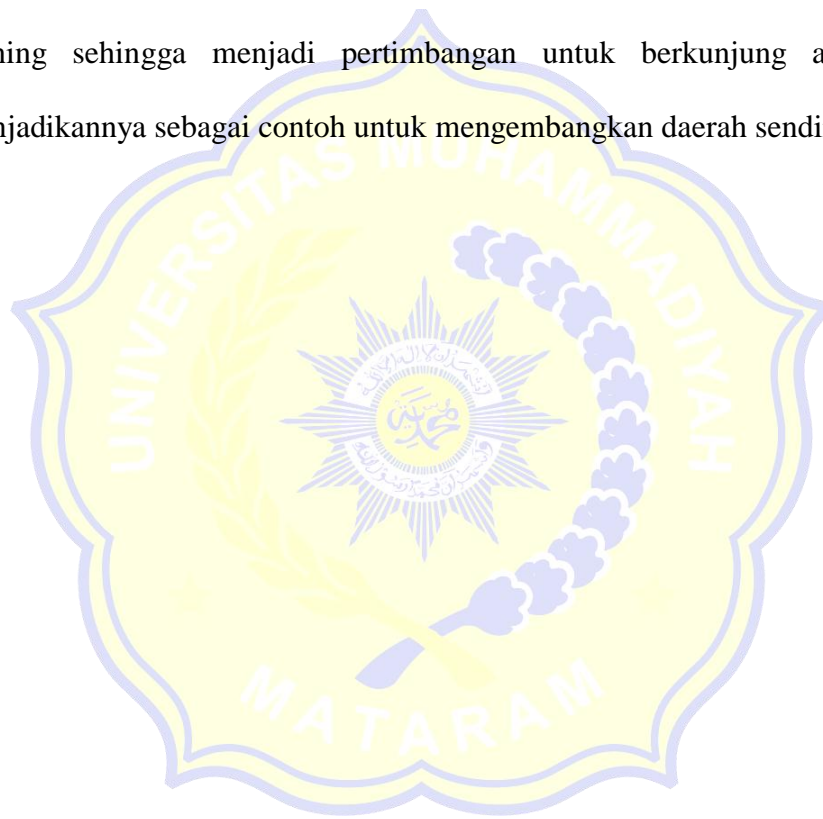 ning sehingga menjadi pertimbangan untuk berkunjung a
njadikannya sebagai contoh untuk mengembangkan daerah sendi
UNIVERSITAS MUHAMMADIYAH
MATARAM